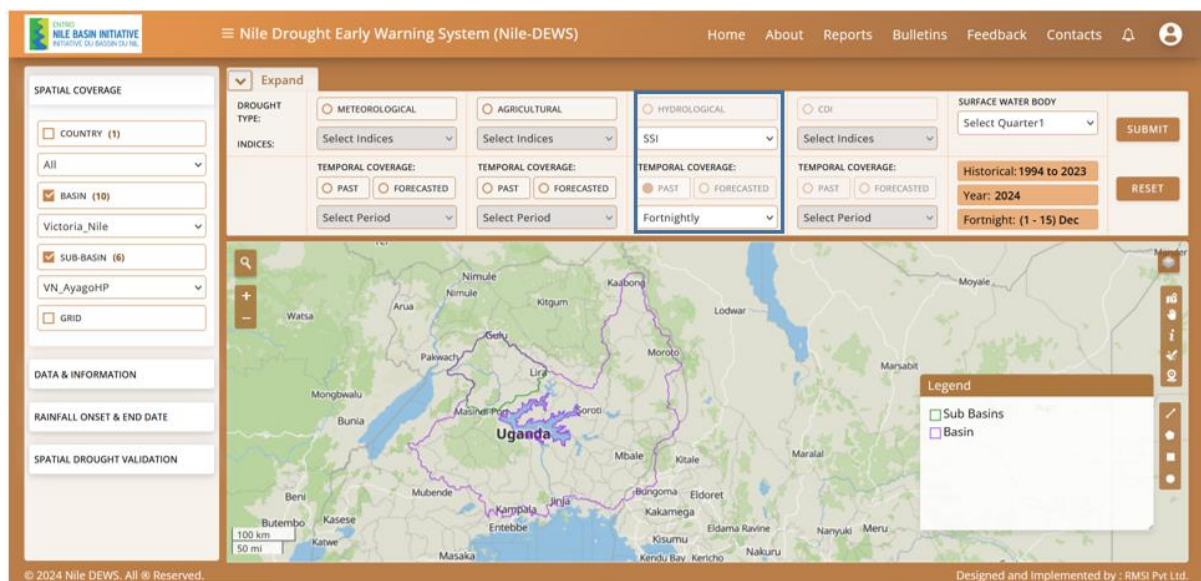 ENTRO
NILE BASIN INITIATIVE
INITIATIVE DU BASSIN DU NIL
Nile Drought Early Warning System (Nile-DEWS)
Home About Reports Bulletins Feedback Contacts
SPATIAL COVERAGE
COUNTRY (1)
All
BASIN (10)
Victoria_Nile
SUB-BASIN (6)
VN_AyagoHP
GRID
DATA & INFORMATION
RAINFALL ONSET & END DATE
SPATIAL DROUGHT VALIDATION
Expand
DROUGHT TYPE:
METEOROLOGICAL AGRICULTURAL HYDROLOGICAL CDI
SURFACE WATER BODY
Select Quarter1
SUBMIT
INDICES:
Select Indices Select Indices SSI Select Indices
TEMPORAL COVERAGE: TEMPORAL COVERAGE: TEMPORAL COVERAGE: TEMPORAL COVERAGE:
PAST FORECASTED PAST FORECASTED PAST FORECASTED PAST FORECASTED
Select Period Select Period Fortnightly Select Period
Historical: 1994 to 2023
Year: 2024
Fortnight: (1 - 15) Dec
RESET
Nimule
Kaabong
Moyale
Arua
Nimule
Kitgum
Lodwar
Watsa
Gulu
Pakwach
Moroto
Lira
Marsabit
Mongbwalu
Masindi Port
Soroti
Bunia
Uganda
Mbale
Kitale
Maralal
Beni
Mubende
Bungoma
Eldoret
Kampala
Jinja
Kakamega
Butembo
Kasese
Entebbe
Eldama Ravine
Nanyuki
Meru
Katwe
Kisumu
Masaka
Kendu Bay
Kericho
Nakuru
100 km
50 mi
Legend
Sub Basins
Basin
© 2024 Nile DEWS. All ® Reserved.
Designed and Implemented by : RMSI Pvt Ltd.